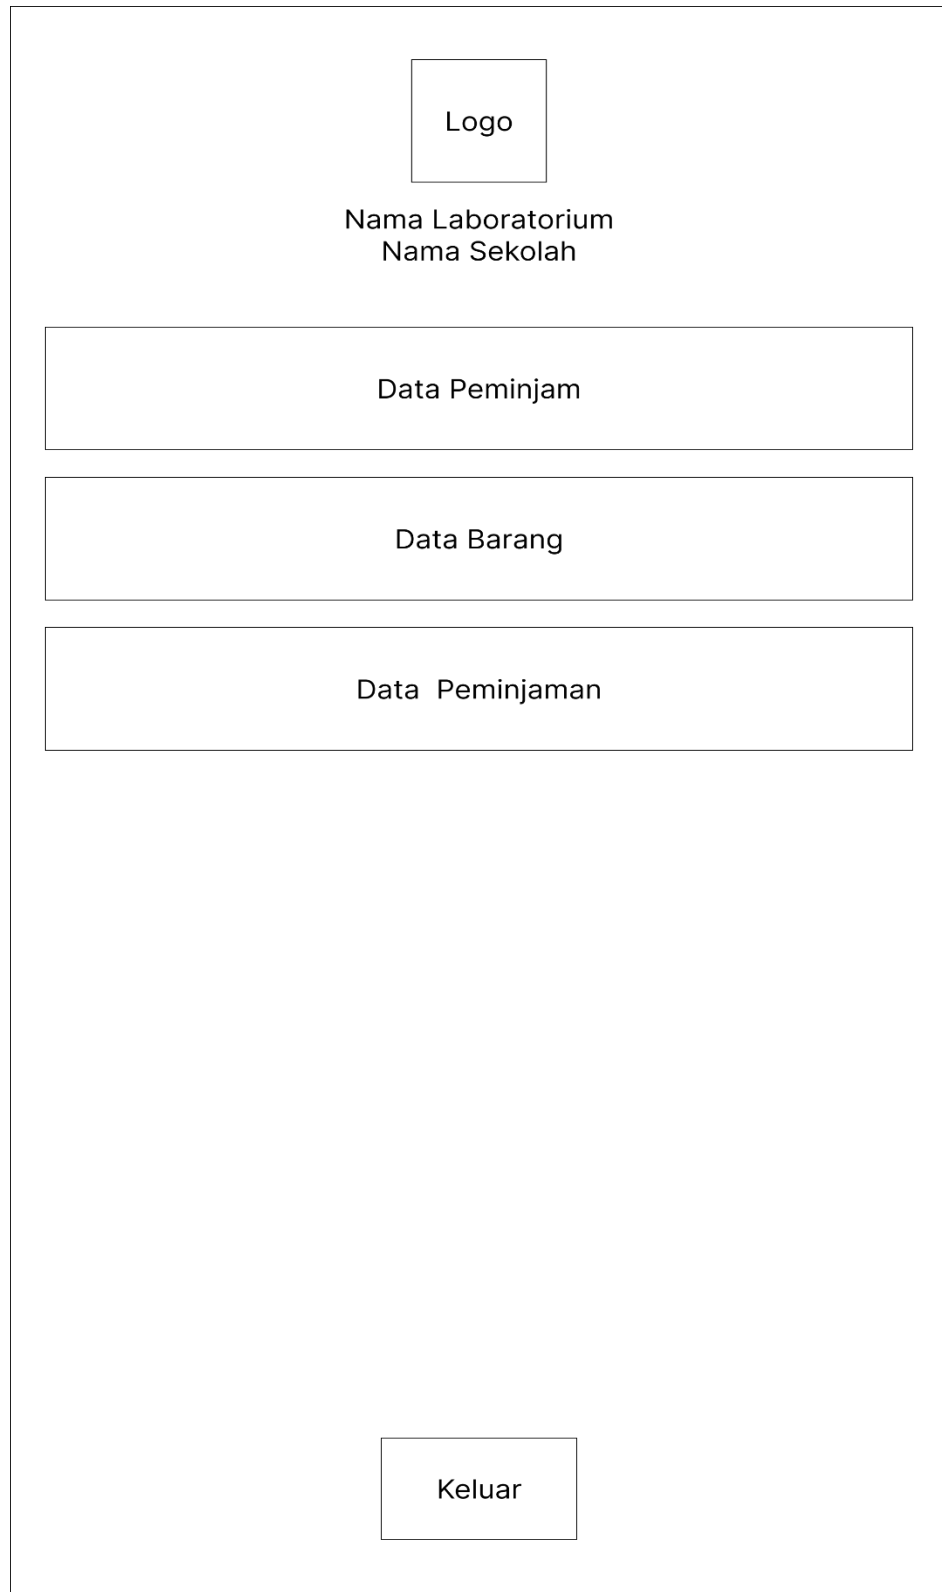 Logo
Nama Laboratorium
Nama Sekolah
Data Peminjam
Data Barang
Data  Peminjaman
Keluar